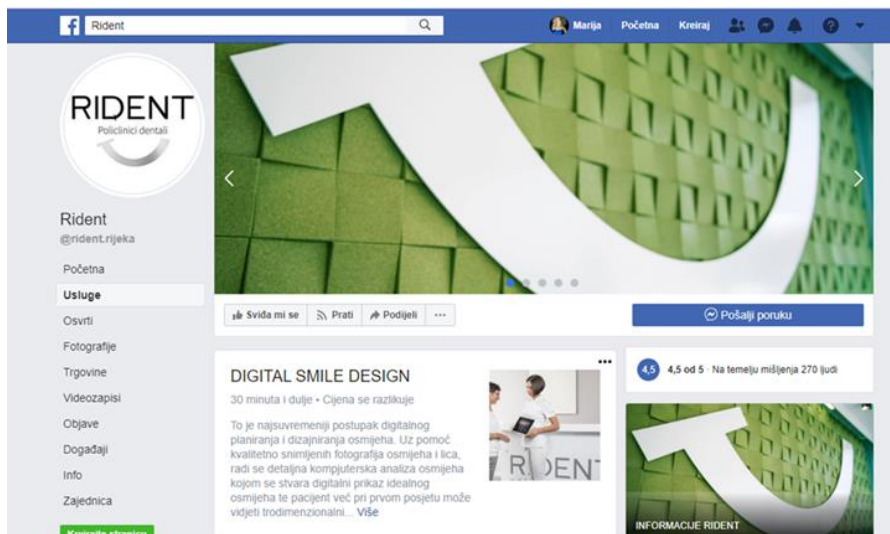 Rident
Marija
Početna
Kreiraj
RIDENT
Policlinici dentali
Rident
@rident.rijeka
Početna
Usluge
Osvrti
Fotografije
Trgovine
Videozapisi
Objave
Događaji
Info
Zajednica
Kreirajte stranicu
Sviđa mi se
Prati
Podijeli
Pošalji poruku
DIGITAL SMILE DESIGN
30 minuta i dulje • Cijena se razlikuje
To je najsuvremeniji postupak digitalnog
planiranja i dizajniranja osmijeha. Uz pomoć
kvalitetno snimljenih fotografija osmijeha i lica,
radi se detaljna kompjuterska analiza osmijeha
kojom se stvara digitalni prikaz idealnog
osmijeha te pacijent već pri prvom posjetu može
vidjeti trodimenzionalni... Više
RIDENT
4,5
4,5 od 5 · Na temelju mišljenja 270 ljudi
INFORMACIJE RIDENT